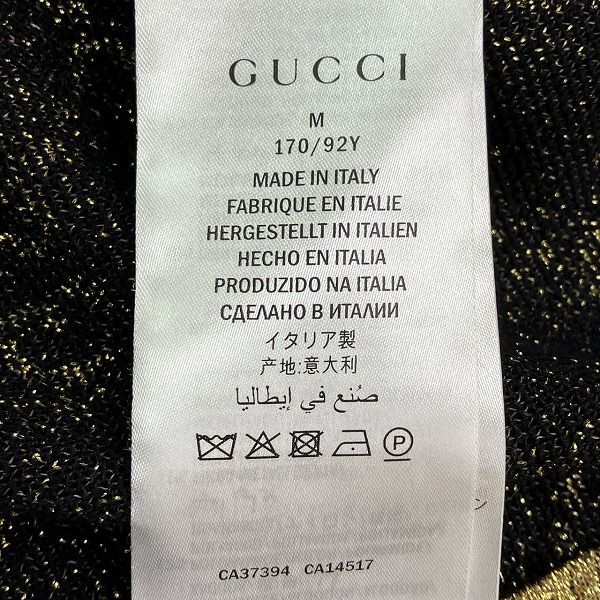 GUCCI
M
170/92Y
MADE IN ITALY
FABRIQUE EN ITALIE
HERGESTELLT IN ITALIEN
HECHO EN ITALIA
PRODUZIDO NA ITALIA
СДЕЛАНО В ИТАЛИИ
イタリア製
产地:意大利
صُنع في إيطاليا
P
CA37394 CA14517